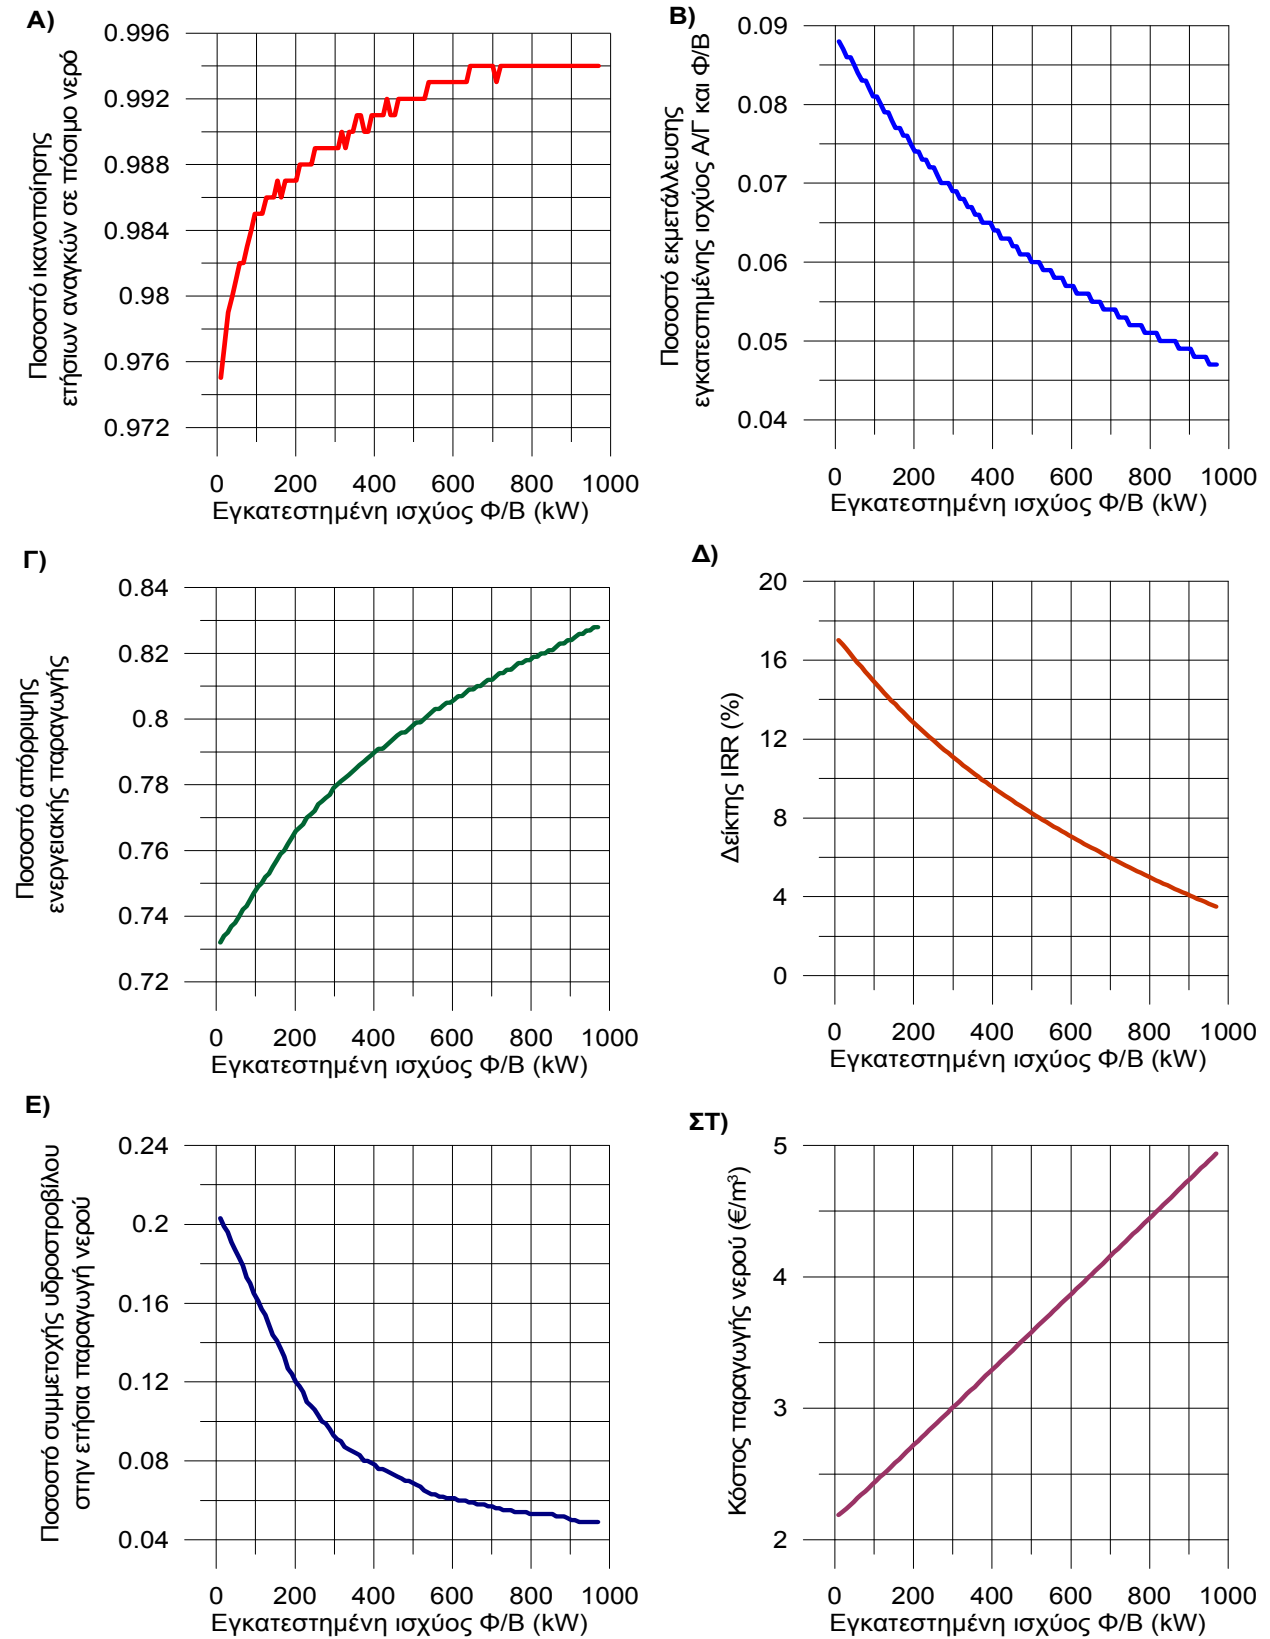 Α)
Ποσοστό ικανοποίησης
ετήσιων αναγκών σε πόσιμο νερό
0.996
0.992
0.988
0.984
0.98
0.976
0.972
0 200 400 600 800 1000
Εγκατεστημένη ισχύος Φ/Β (kW)
Β)
Ποσοστό εκμετάλλευσης
εγκατεστημένης ισχύος Α/Γ και Φ/Β
0.09
0.08
0.07
0.06
0.05
0.04
0 200 400 600 800 1000
Εγκατεστημένη ισχύος Φ/Β (kW)
Γ)
Ποσοστό απόρριψης
ενεργειακής παραγωγής
0.84
0.82
0.8
0.78
0.76
0.74
0.72
0 200 400 600 800 1000
Εγκατεστημένη ισχύος Φ/Β (kW)
Δ)
Δείκτης IRR (%)
20
16
12
8
4
0
0 200 400 600 800 1000
Εγκατεστημένη ισχύος Φ/Β (kW)
Ε)
Ποσοστό συμμετοχής υδροστροβίλου
στην ετήσια παραγωγή νερού
0.24
0.2
0.16
0.12
0.08
0.04
0 200 400 600 800 1000
Εγκατεστημένη ισχύος Φ/Β (kW)
ΣΤ)
Κόστος παραγωγής νερού (€/m³)
5
4
3
2
0 200 400 600 800 1000
Εγκατεστημένη ισχύος Φ/Β (kW)